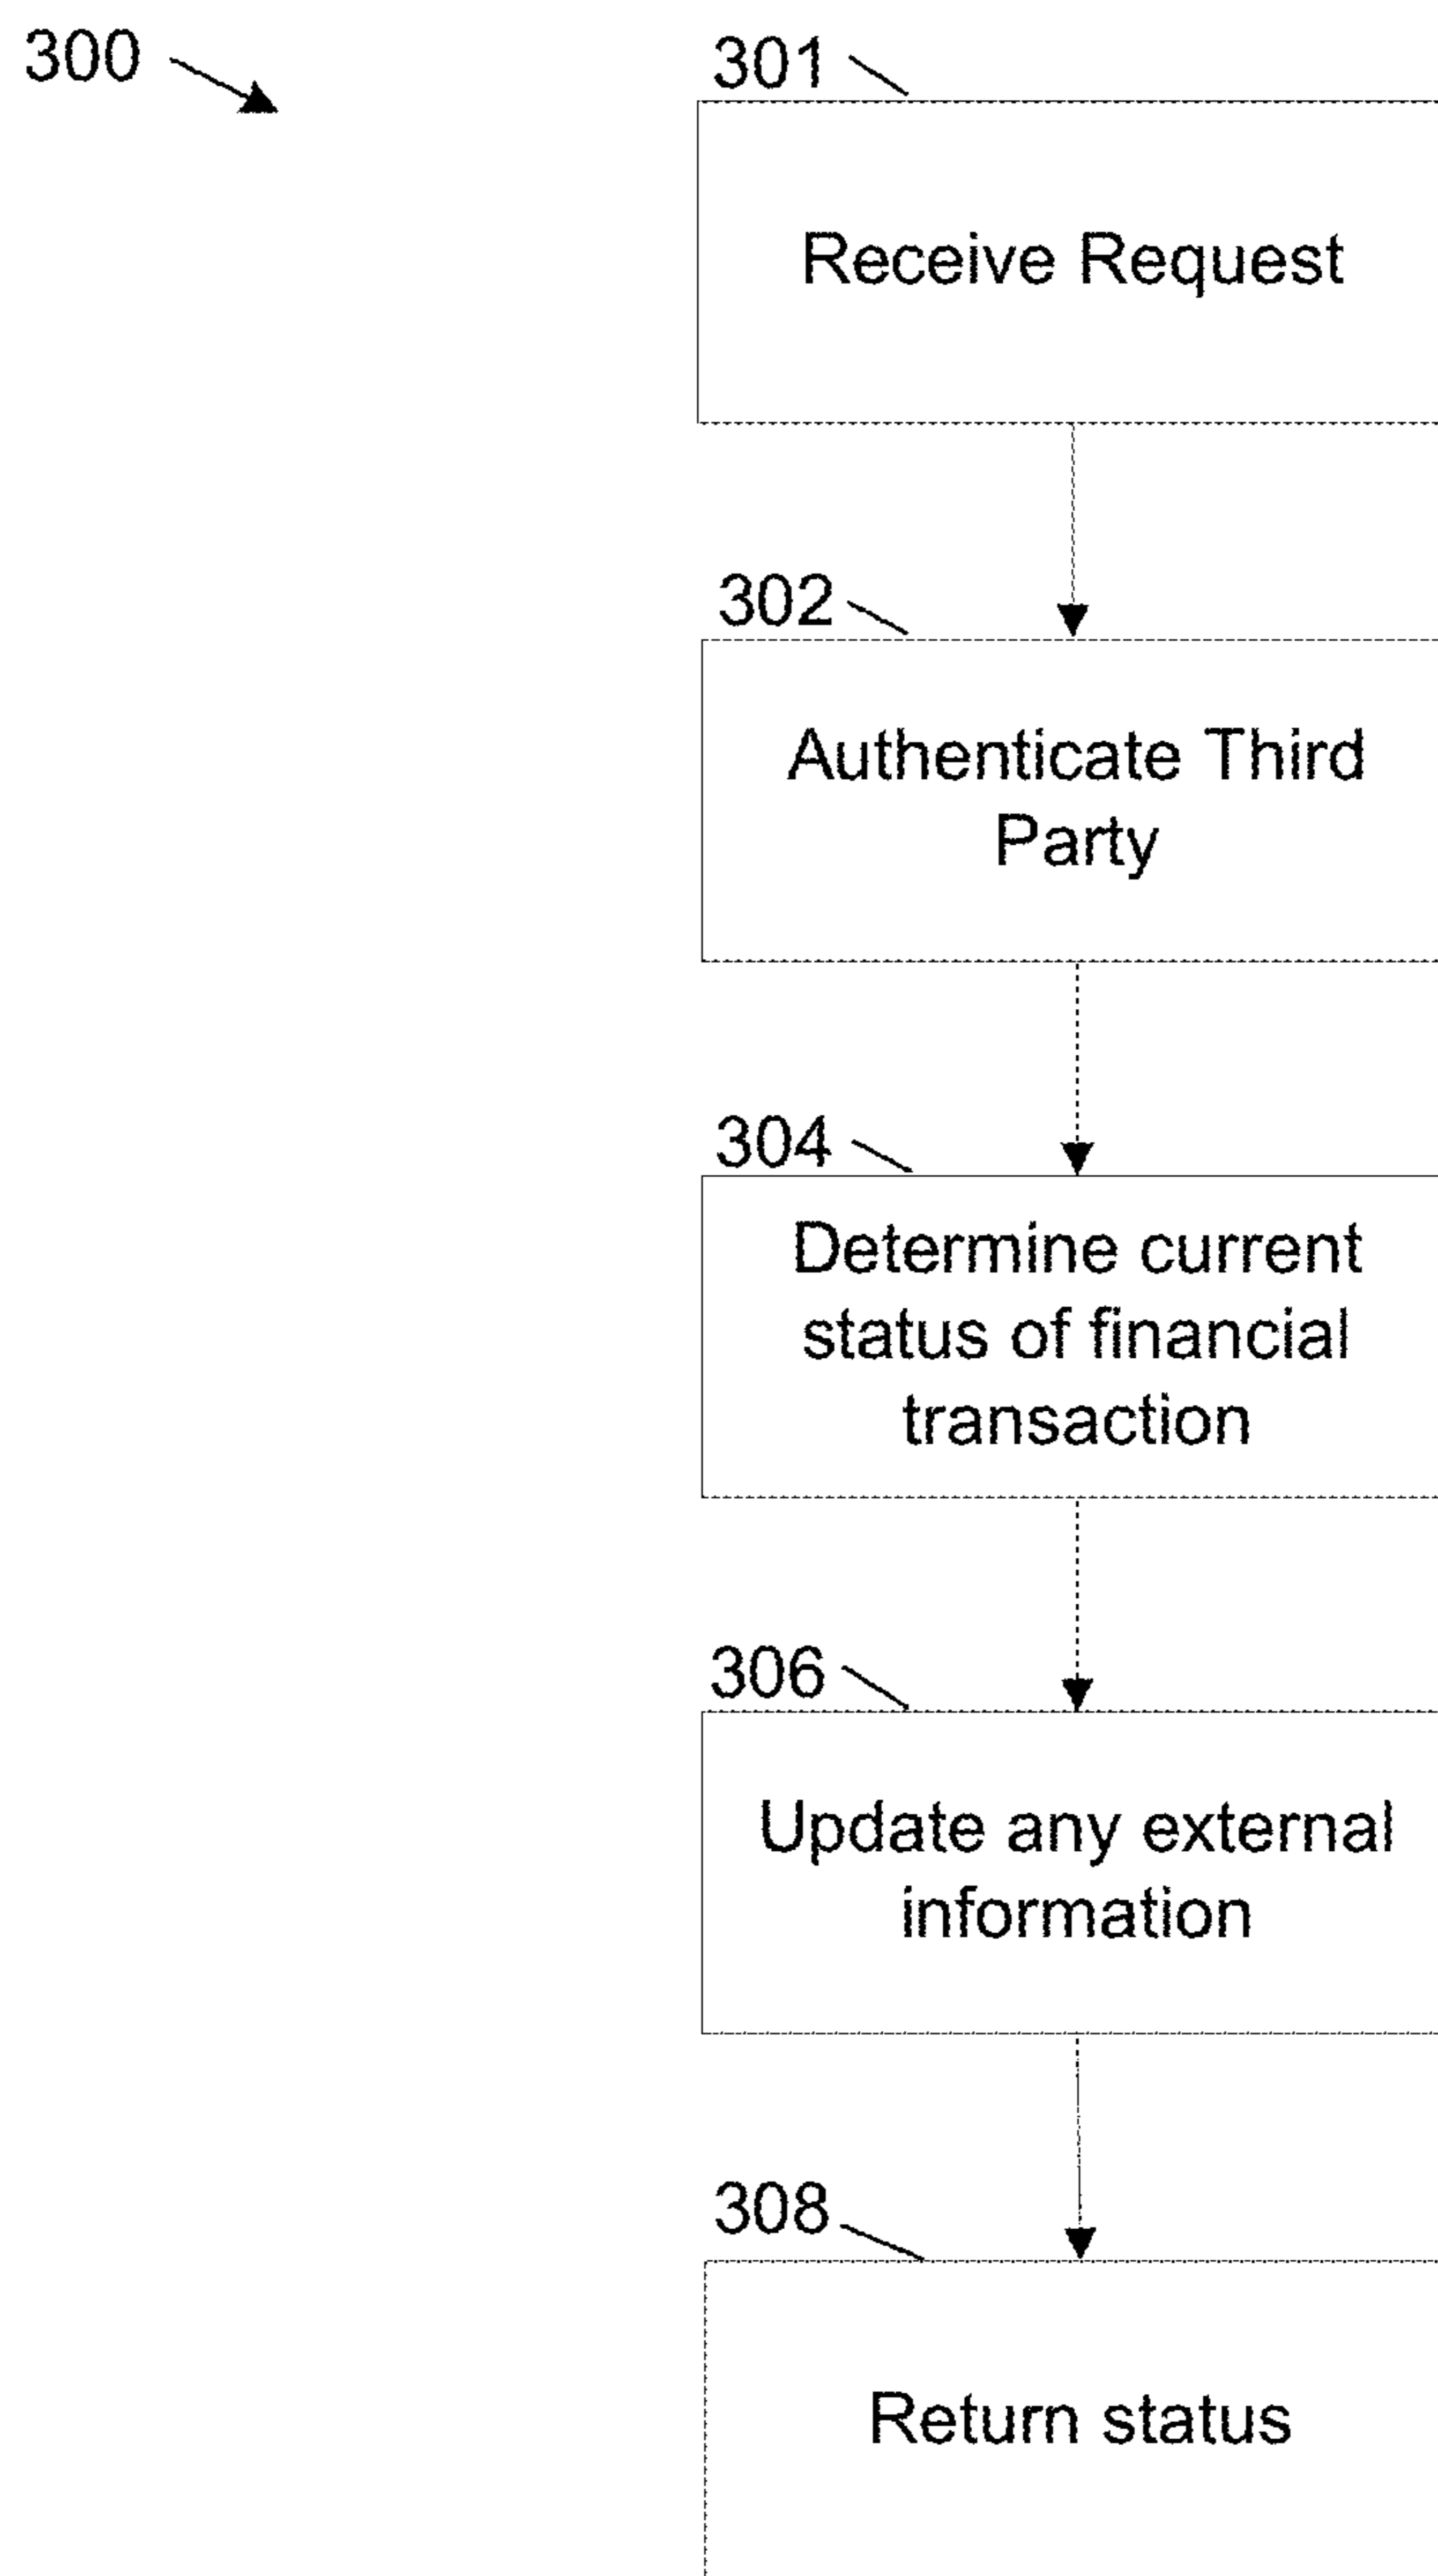 300
301
Receive Request
302
Authenticate Third
Party
304
Determine current
status of financial
transaction
306
Update any external
information
308
Return status